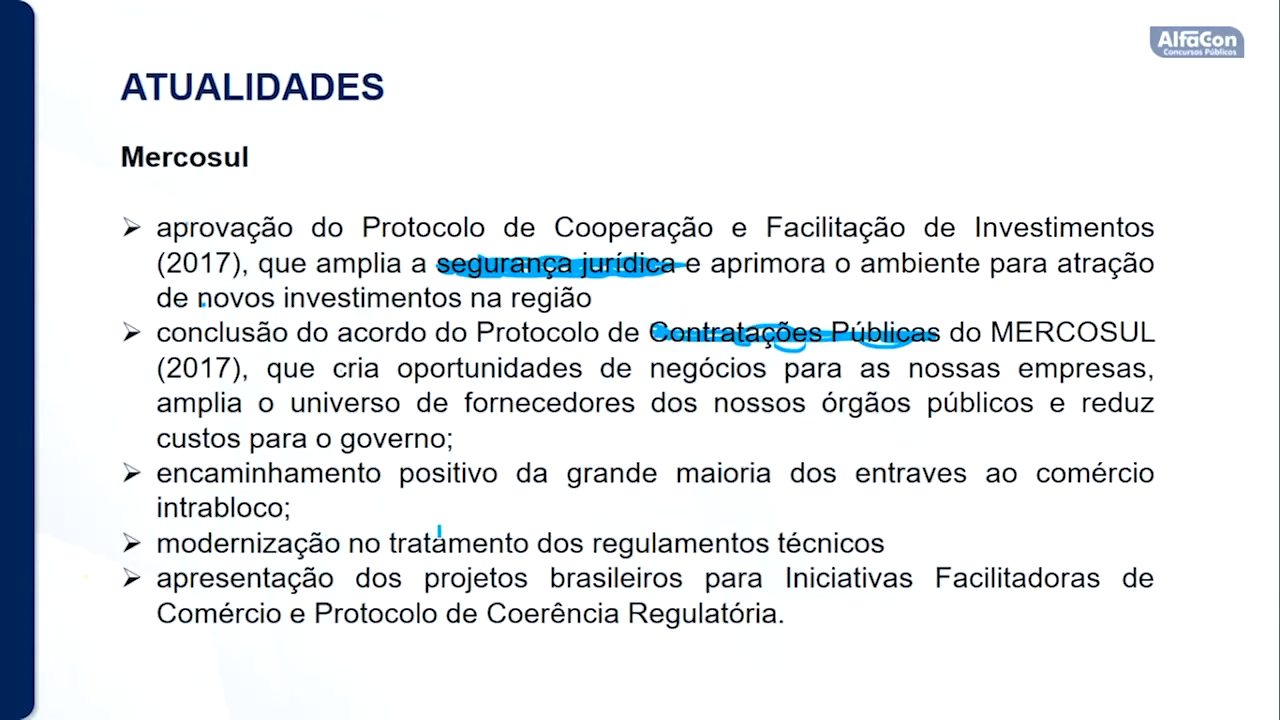 AlfaCon
Concursos Públicos
ATUALIDADES
Mercosul
➢ aprovação do Protocolo de Cooperação e Facilitação de Investimentos
(2017), que amplia a segurança jurídica e aprimora o ambiente para atração
de novos investimentos na região
➢ conclusão do acordo do Protocolo de Contratações Públicas do MERCOSUL
(2017), que cria oportunidades de negócios para as nossas empresas,
amplia o universo de fornecedores dos nossos órgãos públicos e reduz
custos para o governo;
➢ encaminhamento positivo da grande maioria dos entraves ao comércio
intrabloco;
➢ modernização no tratamento dos regulamentos técnicos
➢ apresentação dos projetos brasileiros para Iniciativas Facilitadoras de
Comércio e Protocolo de Coerência Regulatória.